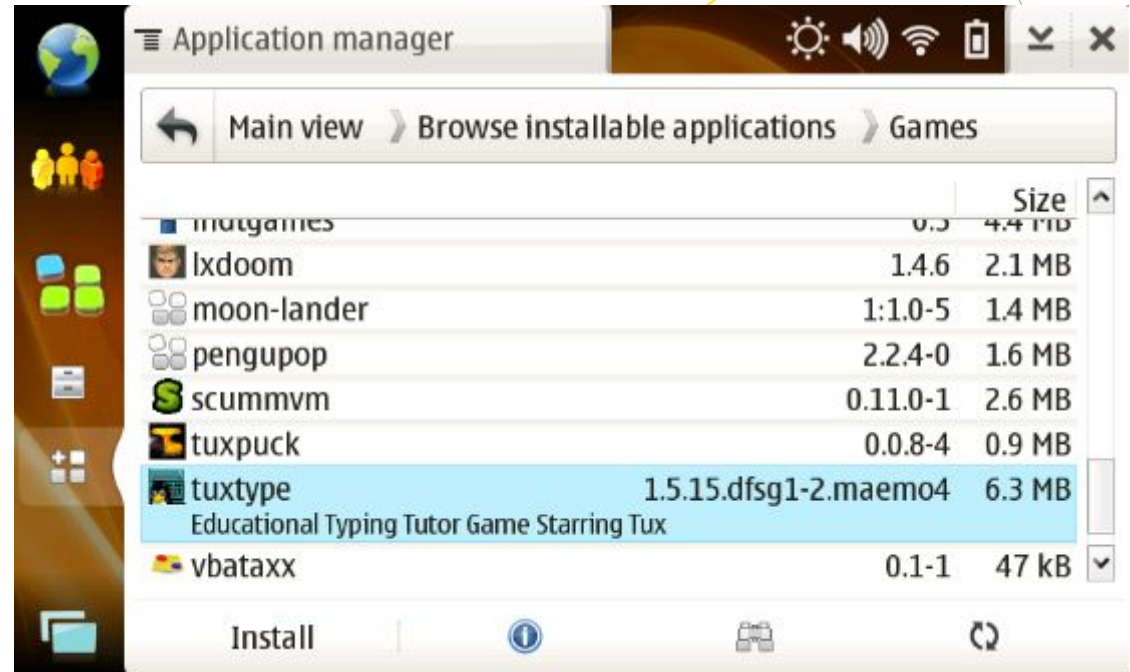 Application manager
Main view Browse installable applications Games
Size
lxdoom 1.4.6 2.1 MB
moon-lander 1:1.0-5 1.4 MB
pengupop 2.2.4-0 1.6 MB
scummvm 0.11.0-1 2.6 MB
tuxpuck 0.0.8-4 0.9 MB
tuxtype 1.5.15.dfsg1-2.maemo4 6.3 MB
Educational Typing Tutor Game Starring Tux
vbataxx 0.1-1 47 kB
Install